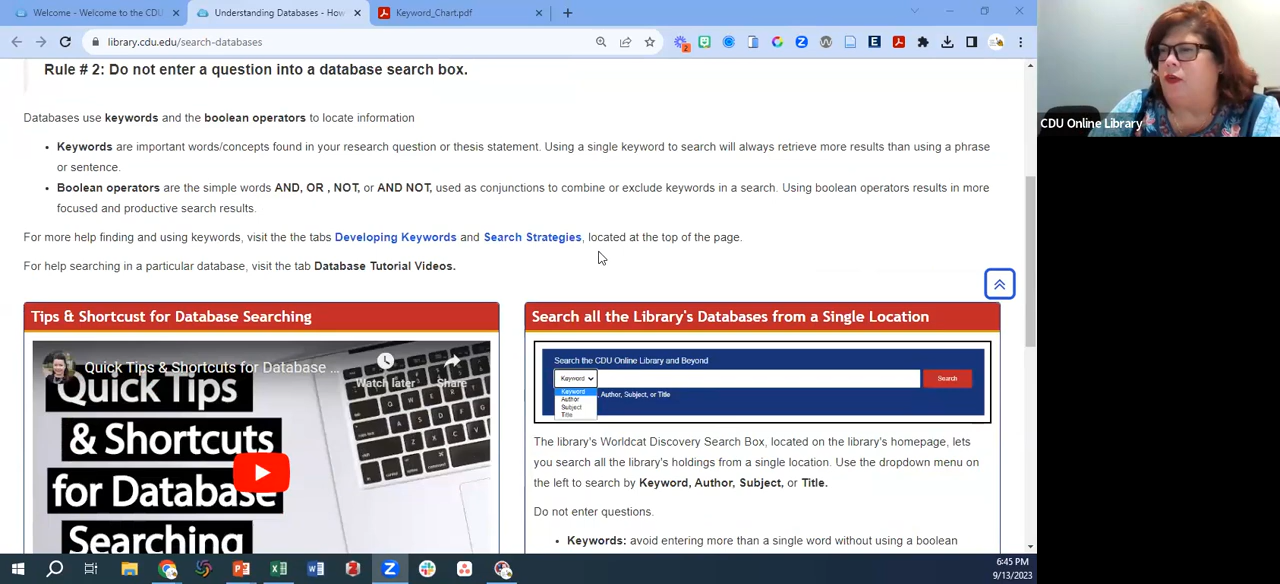 Welcome - Welcome to the CDU
Understanding Databases - How
Keyword_Chart.pdf
library.cdu.edu/search-databases
Rule # 2: Do not enter a question into a database search box.
Databases use keywords and the boolean operators to locate information
Keywords are important words/concepts found in your research question or thesis statement. Using a single keyword to search will always retrieve more results than using a phrase
or sentence.
Boolean operators are the simple words AND, OR , NOT, or AND NOT, used as conjunctions to combine or exclude keywords in a search. Using boolean operators results in more
focused and productive search results.
For more help finding and using keywords, visit the the tabs Developing Keywords and Search Strategies, located at the top of the page.
For help searching in a particular database, visit the tab Database Tutorial Videos.
Tips & Shortcust for Database Searching
Quick Tips & Shortcuts for Database ...
Watch later
Share
Quick Tips
& Shortcuts
for Database
Searching
Search all the Library's Databases from a Single Location
Search the CDU Online Library and Beyond
Keyword
Search
Keyword
Author
, Author, Subject, or Title
Subject
Title
The library's Worldcat Discovery Search Box, located on the library's homepage, lets
you search all the library's holdings from a single location. Use the dropdown menu on
the left to search by Keyword, Author, Subject, or Title.
Do not enter questions.
Keywords: avoid entering more than a single word without using a boolean
CDU Online Library
6:45 PM
9/13/2023